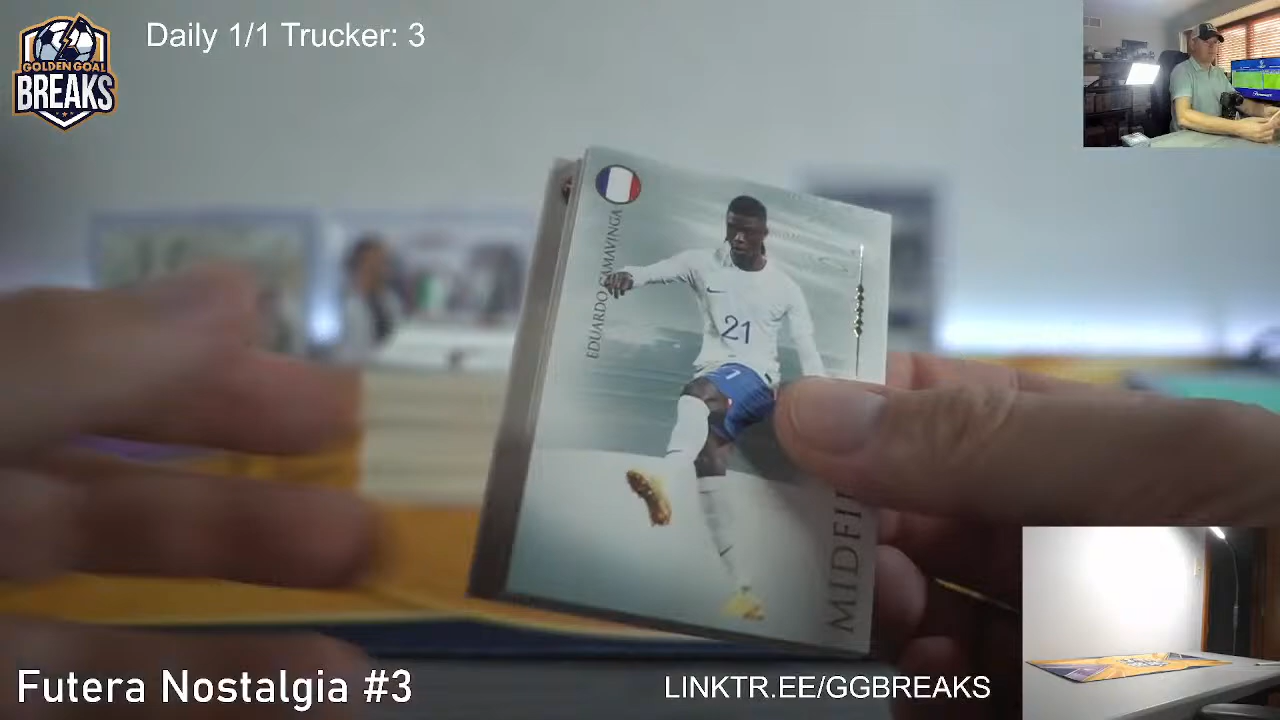 Daily 1/1 Trucker: 3
GOLDEN GOAL
BREAKS
EDUARDO CAMAVINGA
21
MIDFI
Futera Nostalgia #3
LINKTR.EE/GGBREAKS